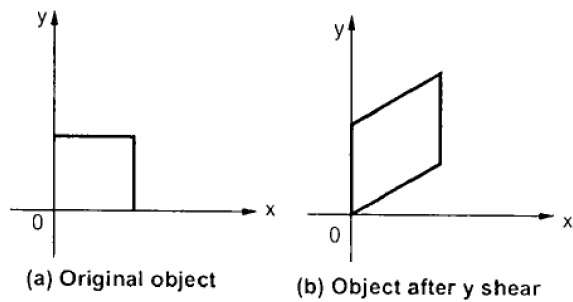 y
x
0
(a) Original object
y
x
0
(b) Object after y shear